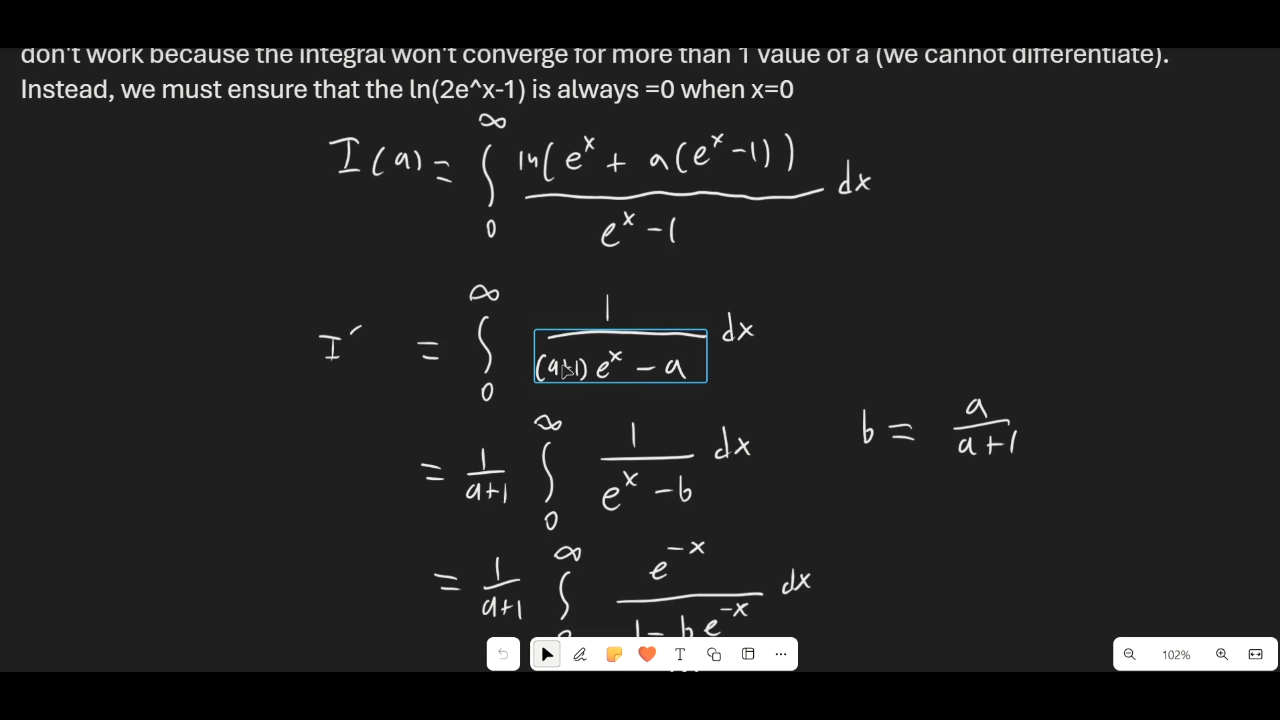 don't work because the integral won't converge for more than 1 value of a (we cannot differentiate).
Instead, we must ensure that the ln(2e^x-1) is always =0 when x=0
I(a) = ∫₀^∞ ln(e^x + a(e^x -1)) / (e^x -1) dx
I′ = ∫₀^∞ 1 / ((a+1)e^x - a) dx
= 1/(a+1) ∫₀^∞ 1 / (e^x - b) dx
b = a/(a+1)
= 1/(a+1) ∫₀^∞ e^-x / (1 - be^-x) dx
T
102%